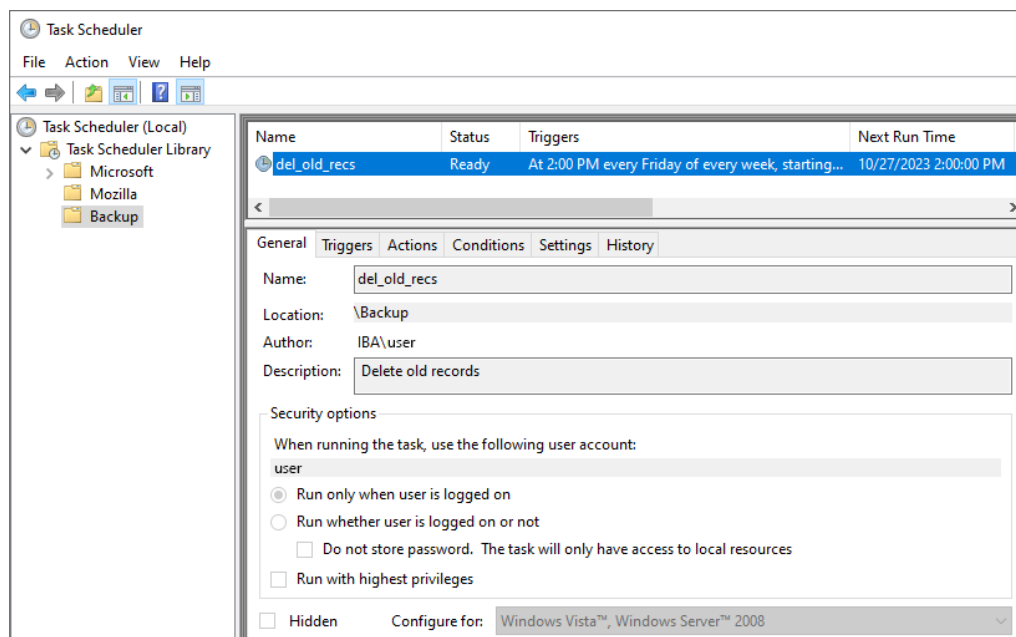 Task Scheduler
File Action View Help
Task Scheduler (Local)
Task Scheduler Library
Microsoft
Mozilla
Backup
Name Status Triggers Next Run Time
del_old_recs Ready At 2:00 PM every Friday of every week, starting... 10/27/2023 2:00:00 PM
General Triggers Actions Conditions Settings History
Name: del_old_recs
Location: \Backup
Author: IBA\user
Description: Delete old records
Security options
When running the task, use the following user account:
user
Run only when user is logged on
Run whether user is logged on or not
Do not store password. The task will only have access to local resources
Run with highest privileges
Hidden Configure for: Windows Vista™, Windows Server™ 2008